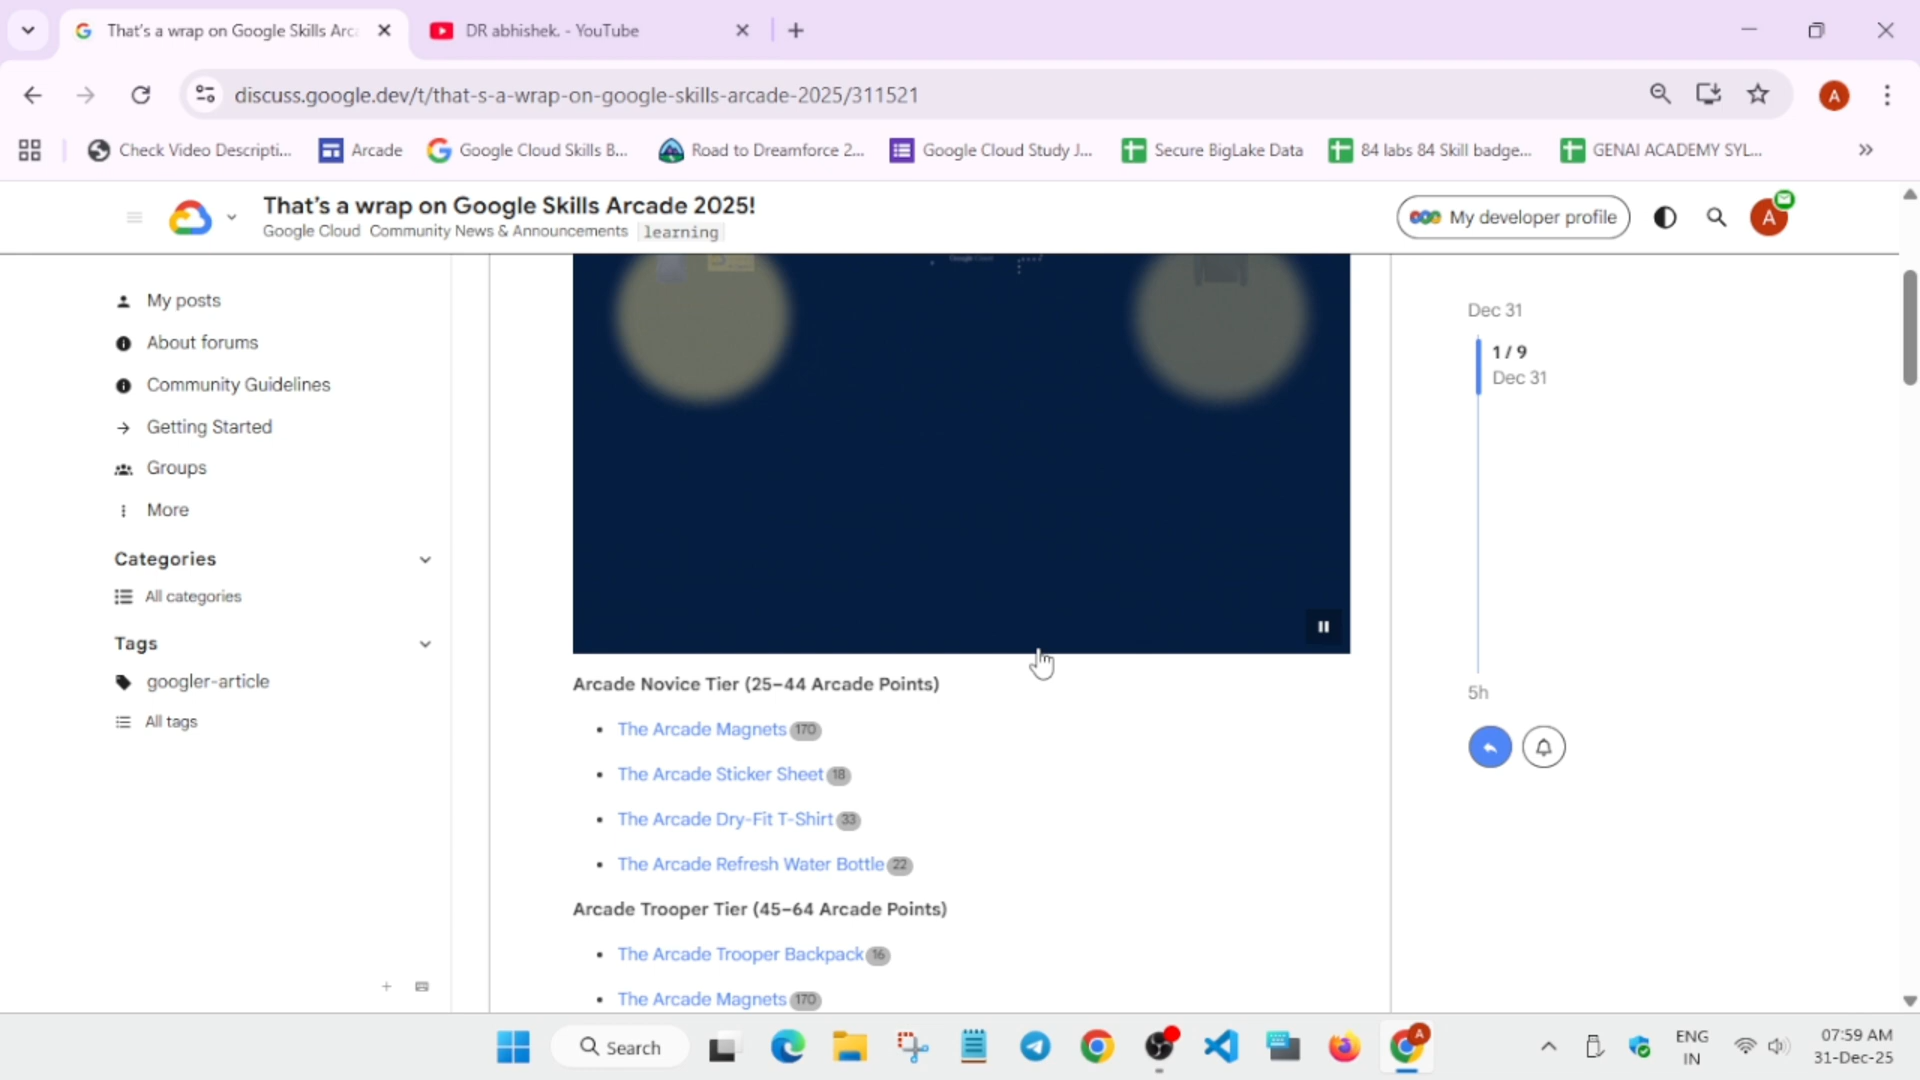 That's a wrap on Google Skills Arc
DR abhishek. - YouTube
discuss.google.dev/t/that-s-a-wrap-on-google-skills-arcade-2025/311521
A
Check Video Descripti...
Arcade
Google Cloud Skills B...
Road to Dreamforce 2...
Google Cloud Study J...
Secure BigLake Data
84 labs 84 Skill badge...
GENAI ACADEMY SYL...
That's a wrap on Google Skills Arcade 2025!
Google Cloud Community News & Announcements learning
My developer profile
A
My posts
About forums
Community Guidelines
Getting Started
Groups
More
Categories
All categories
Tags
googler-article
All tags
Arcade Novice Tier (25–44 Arcade Points)
The Arcade Magnets 170
The Arcade Sticker Sheet 18
The Arcade Dry-Fit T-Shirt 33
The Arcade Refresh Water Bottle 22
Arcade Trooper Tier (45–64 Arcade Points)
The Arcade Trooper Backpack 16
The Arcade Magnets 170
Dec 31
1 / 9
Dec 31
5h
Search
A
ENG
IN
07:59 AM
31-Dec-25